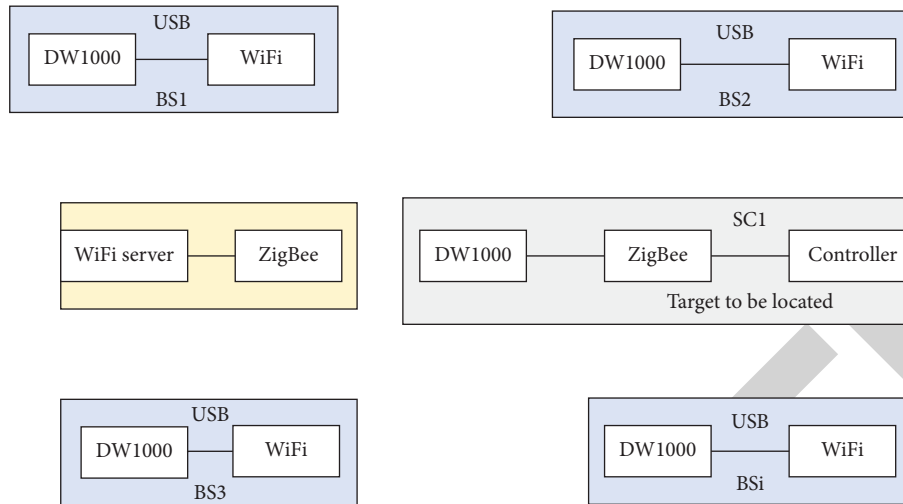 USB
DW1000
WiFi
BS1
USB
DW1000
WiFi
BS2
WiFi server
ZigBee
SC1
DW1000
ZigBee
Controller
Target to be located
USB
DW1000
WiFi
BS3
USB
DW1000
WiFi
BSi